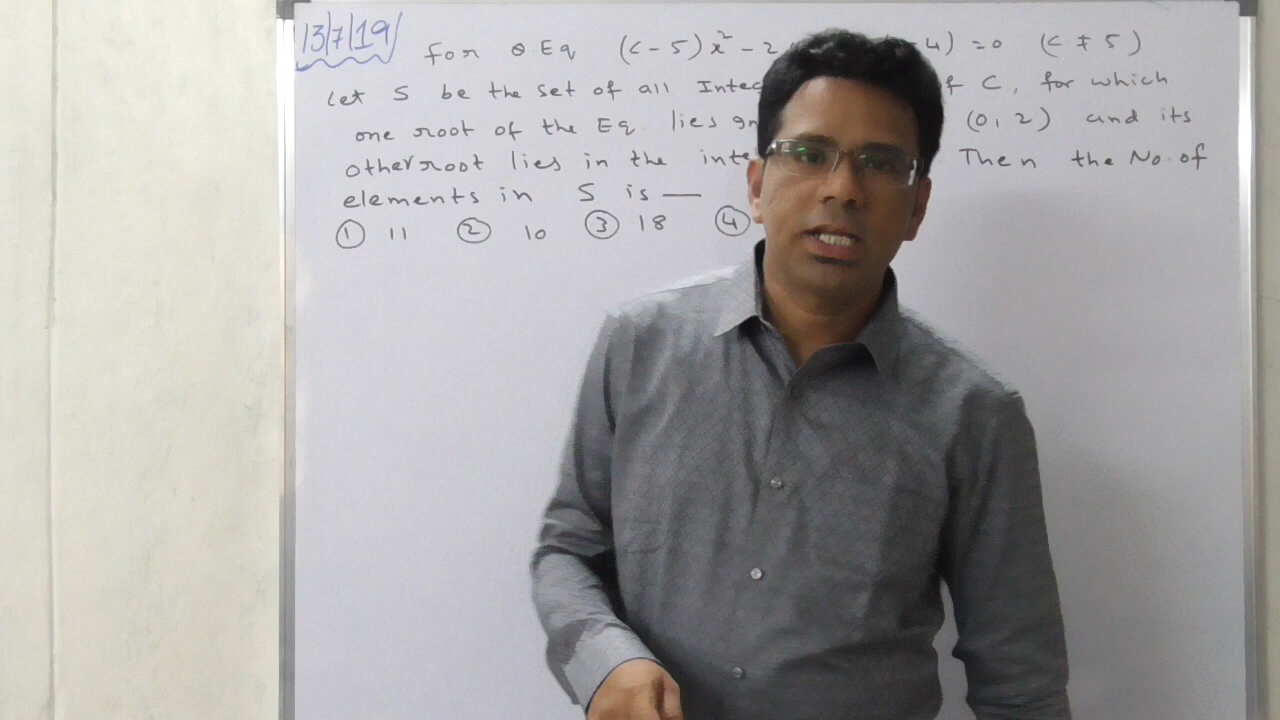 13/7/19
for θ Eq (c-5)x²-2 4)=0 (c≠5)
Let S be the set of all Integ f C, for which
one root of the Eq. lies in (0,2) and its
other root lies in the inte Then the No. of
elements in S is —
① 11 ② 10 ③ 18 ④